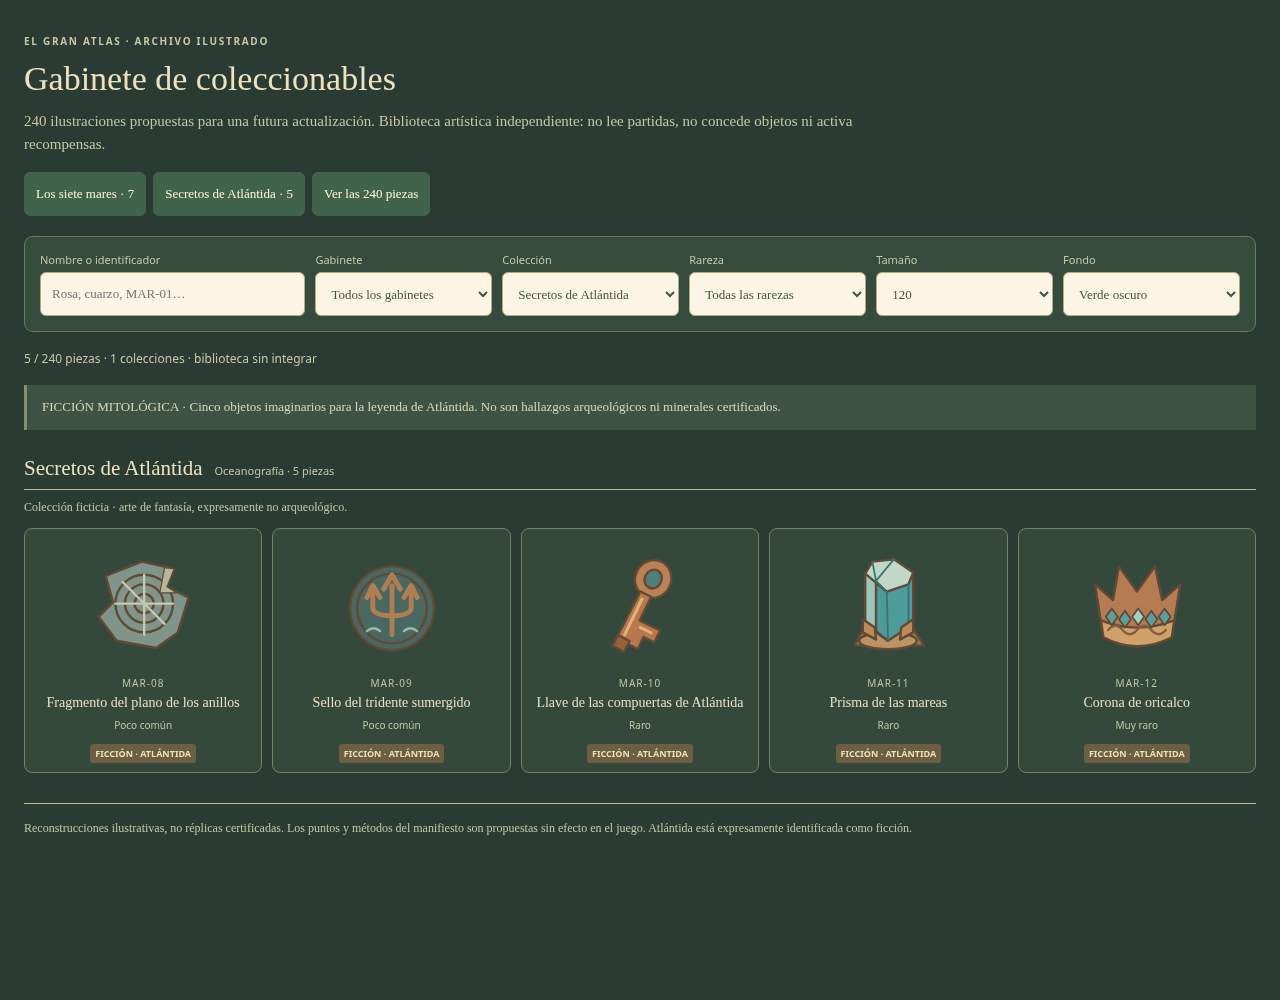 EL GRAN ATLAS · ARCHIVO ILUSTRADO
Gabinete de coleccionables
240 ilustraciones propuestas para una futura actualización. Biblioteca artística independiente: no lee partidas, no concede objetos ni activa
recompensas.
Los siete mares · 7
Secretos de Atlántida · 5
Ver las 240 piezas
Nombre o identificador
Gabinete
Colección
Rareza
Tamaño
Fondo
Rosa, cuarzo, MAR-01…
Todos los gabinetes
Secretos de Atlántida
Todas las rarezas
120
Verde oscuro
5 / 240 piezas · 1 colecciones · biblioteca sin integrar
FICCIÓN MITOLÓGICA · Cinco objetos imaginarios para la leyenda de Atlántida. No son hallazgos arqueológicos ni minerales certificados.
Secretos de Atlántida
Oceanografía · 5 piezas
Colección ficticia · arte de fantasía, expresamente no arqueológico.
MAR-08
Fragmento del plano de los anillos
Poco común
FICCIÓN · ATLÁNTIDA
MAR-09
Sello del tridente sumergido
Poco común
FICCIÓN · ATLÁNTIDA
MAR-10
Llave de las compuertas de Atlántida
Raro
FICCIÓN · ATLÁNTIDA
MAR-11
Prisma de las mareas
Raro
FICCIÓN · ATLÁNTIDA
MAR-12
Corona de oricalco
Muy raro
FICCIÓN · ATLÁNTIDA
Reconstrucciones ilustrativas, no réplicas certificadas. Los puntos y métodos del manifiesto son propuestas sin efecto en el juego. Atlántida está expresamente identificada como ficción.